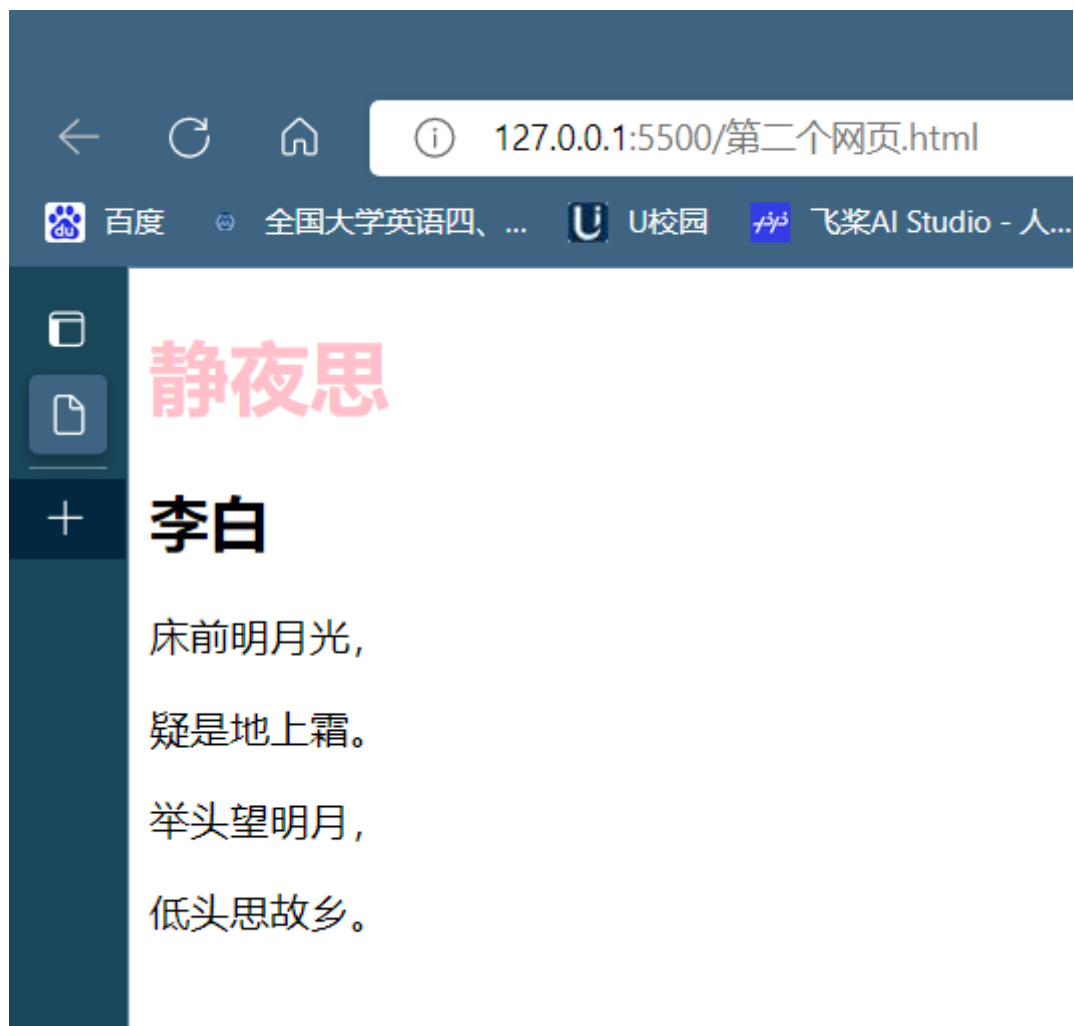 127.0.0.1:5500/第二个网页.html
百度 全国大学英语四、... U校园 飞桨AI Studio - 人...
静夜思
李白
床前明月光，
疑是地上霜。
举头望明月，
低头思故乡。